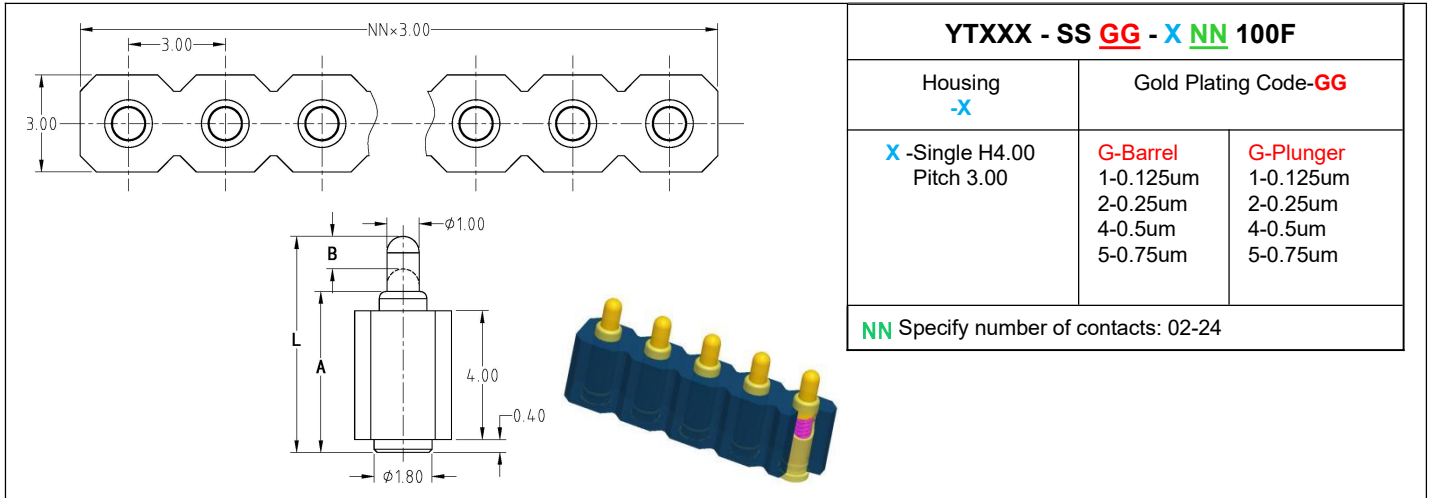 NN×3.00
3.00
3.00
φ1.00
B
L
A
4.00
0.40
φ1.80
YTXXX - SS GG - X NN 100F
Housing
-X
Gold Plating Code-GG
X -Single H4.00
Pitch 3.00
G-Barrel
1-0.125um
2-0.25um
4-0.5um
5-0.75um
G-Plunger
1-0.125um
2-0.25um
4-0.5um
5-0.75um
NN Specify number of contacts: 02-24